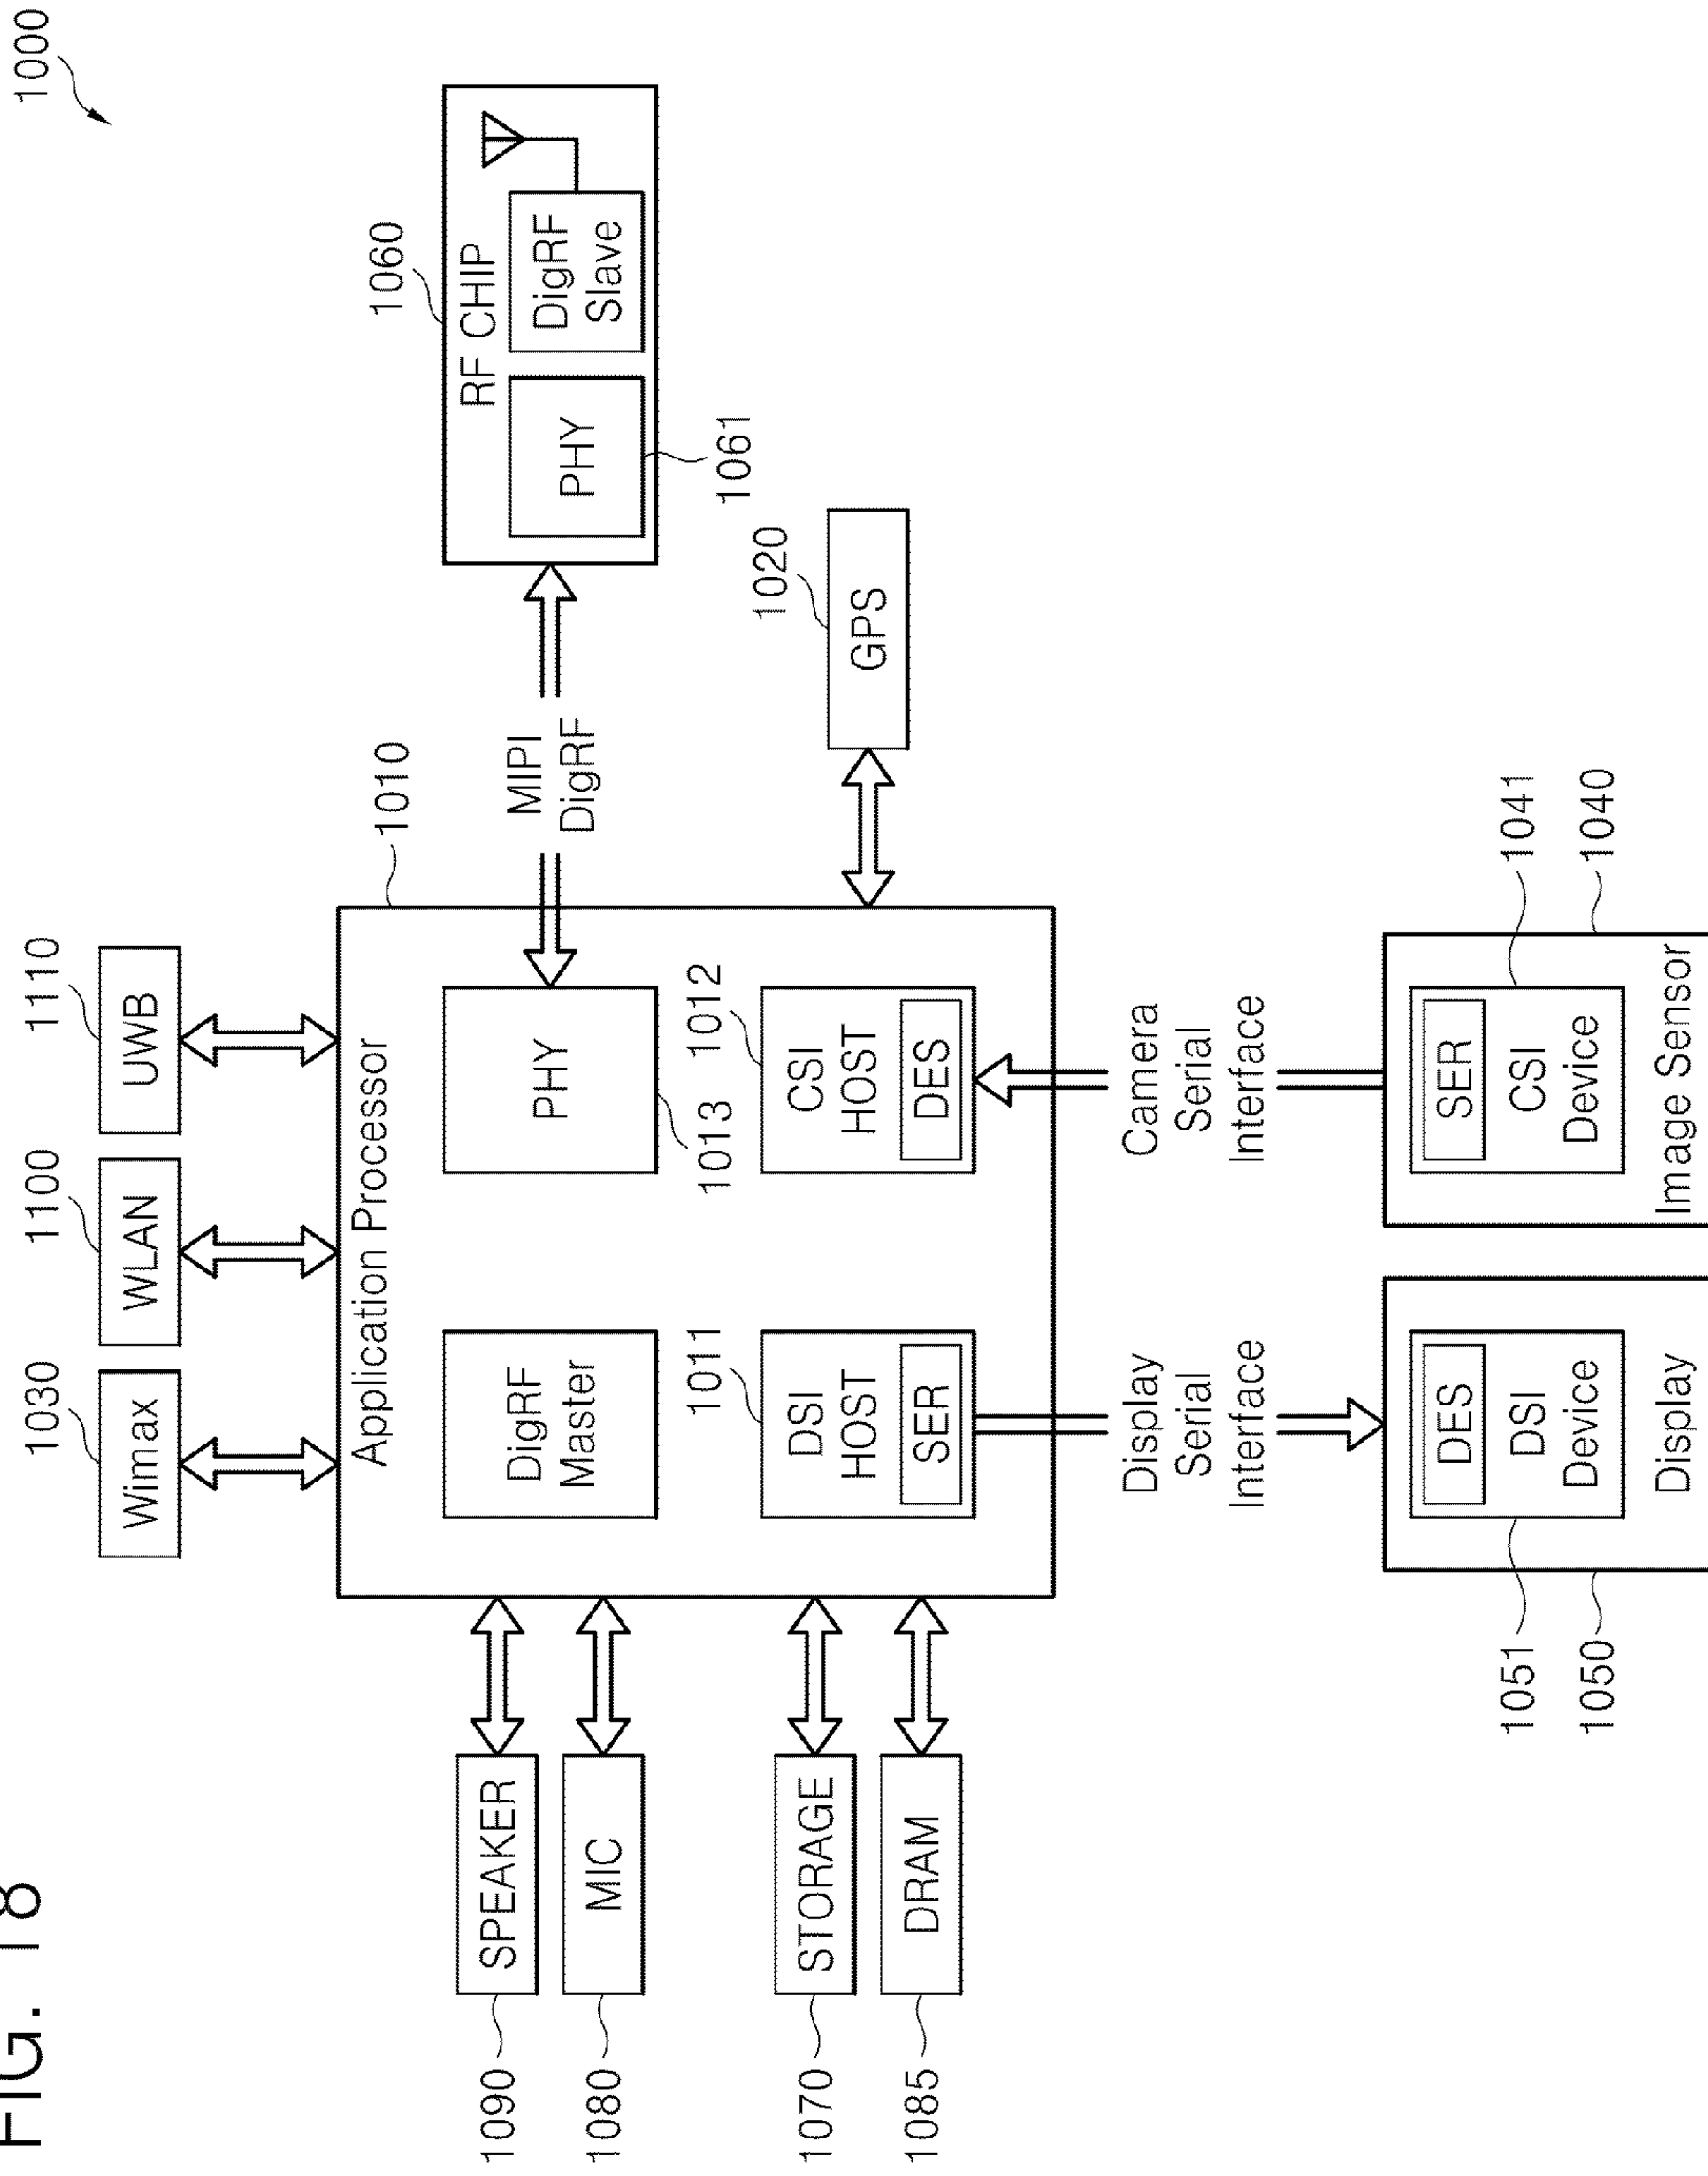 FIG. 18
1000
1030
1100
1110
Wimax
WLAN
UWB
1010
1060
Application Processor
RF CHIP
1090
SPEAKER
DigRF
Master
PHY
MIPI
DigRF
PHY
DigRF
Slave
1080
MIC
1013
1061
1011
1012
1020
1070
STORAGE
DSI
HOST
SER
CSI
HOST
DES
GPS
1085
DRAM
Display
Serial
Interface
Camera
Serial
Interface
1051
DES
DSI
Device
SER
CSI
Device
1041
1050
1040
Display
Image Sensor